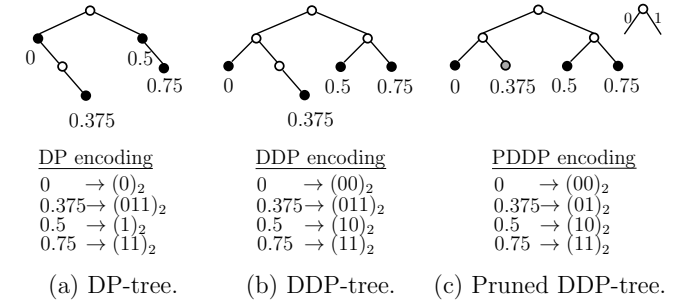 0 1
0 0.5 0.75 0.375
0 0.375 0.5 0.75
0 0.375 0.5 0.75
DP encoding
0 → (0)₂
0.375→ (011)₂
0.5 → (1)₂
0.75 → (11)₂
(a) DP-tree.
DDP encoding
0 → (00)₂
0.375→ (011)₂
0.5 → (10)₂
0.75 → (11)₂
(b) DDP-tree.
PDDP encoding
0 → (00)₂
0.375→ (01)₂
0.5 → (10)₂
0.75 → (11)₂
(c) Pruned DDP-tree.